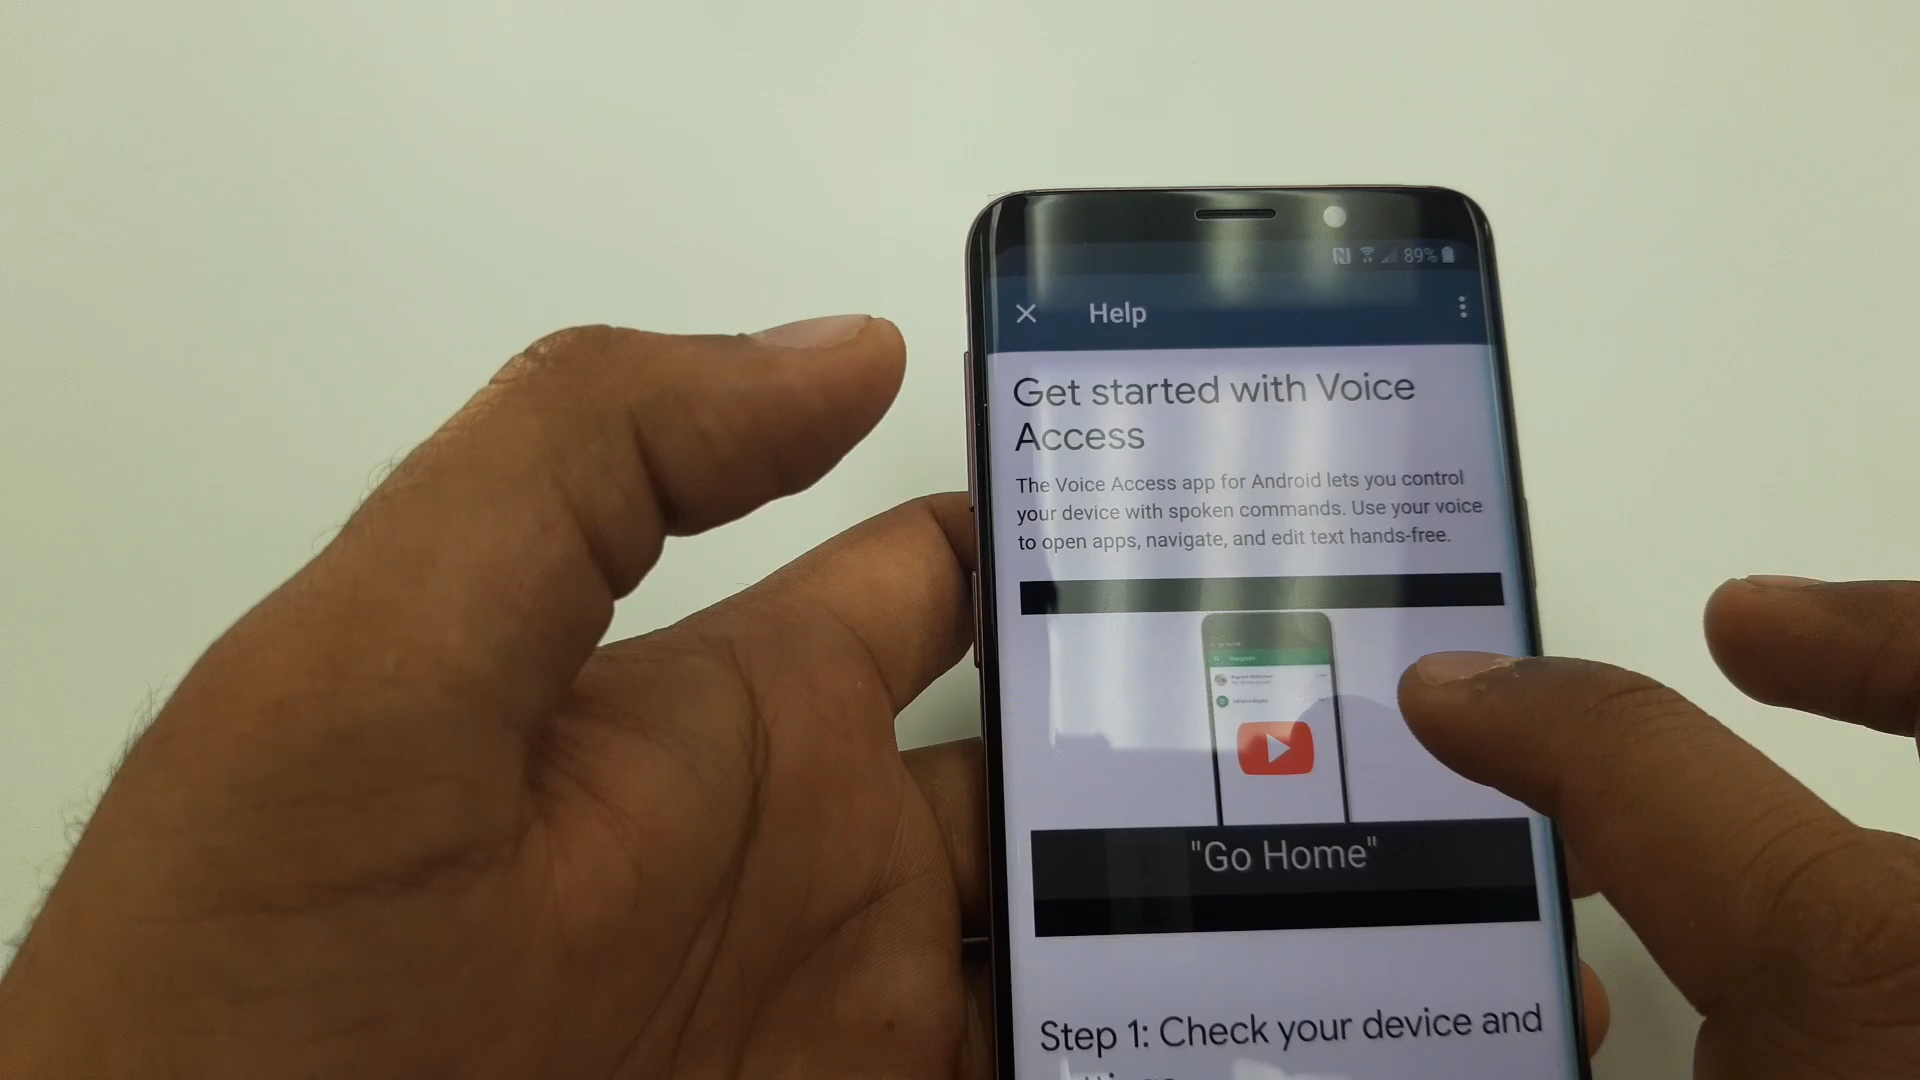 89%
Help
Get started with Voice
Access
The Voice Access app for Android lets you control
your device with spoken commands. Use your voice
to open apps, navigate, and edit text hands-free.
"Go Home"
Step 1: Check your device and